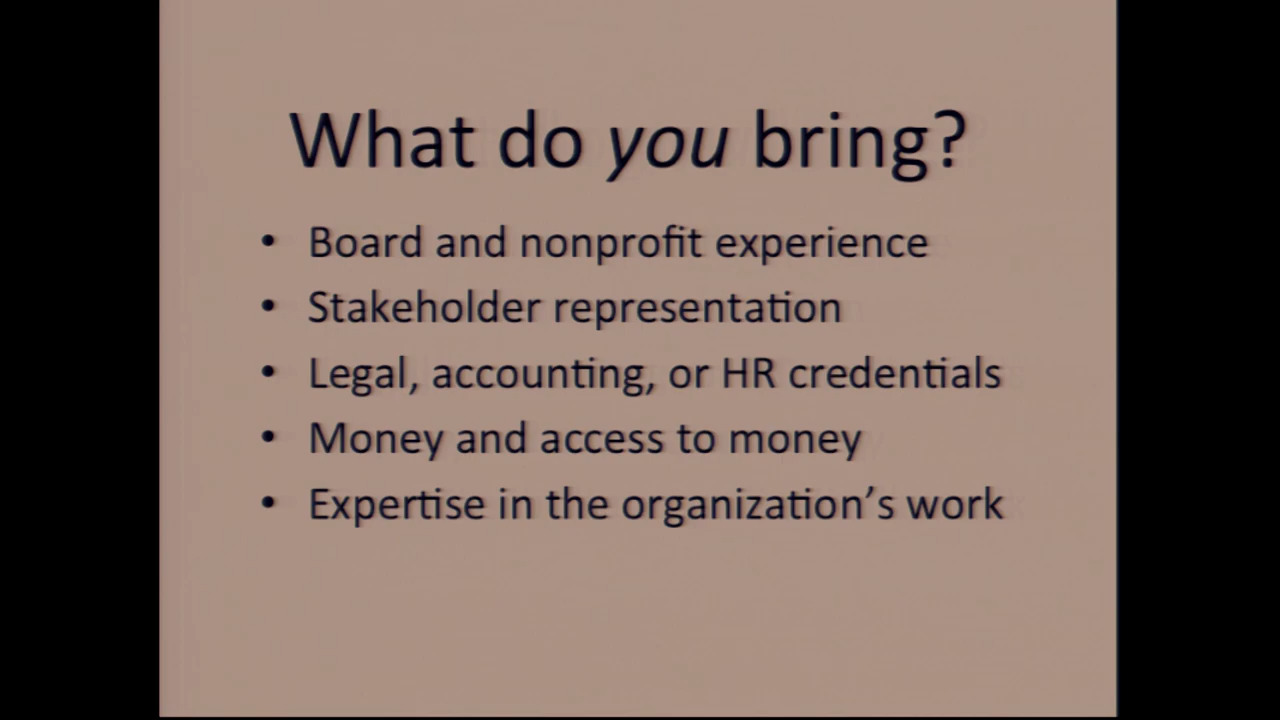 What do you bring?
• Board and nonprofit experience
• Stakeholder representation
• Legal, accounting, or HR credentials
• Money and access to money
• Expertise in the organization’s work